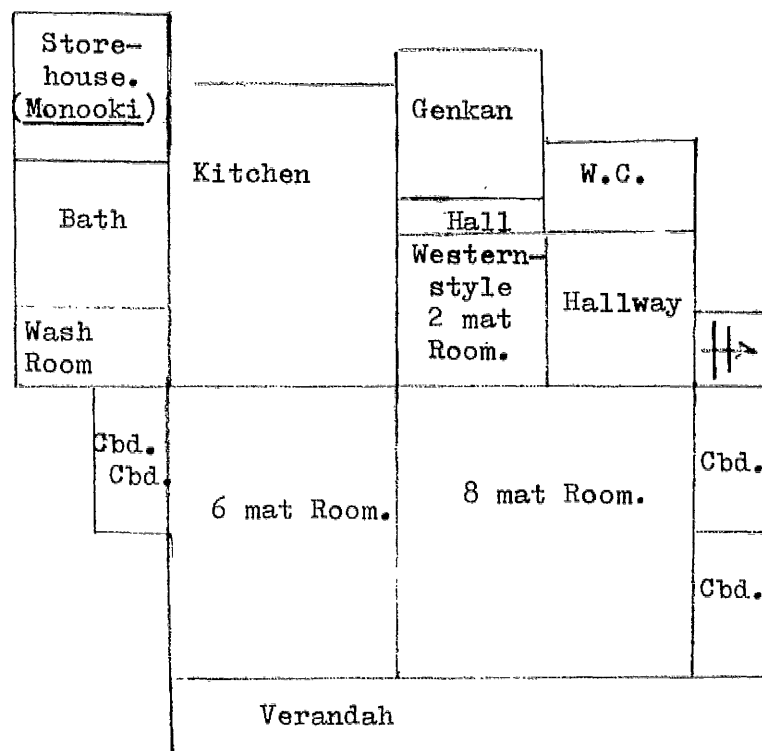 Store-
house.
(Monooki)
Kitchen
Genkan
W.C.
Bath
Hall
Western-
style
2 mat
Room.
Hallway
Wash
Room
Cbd.
Cbd.
6 mat Room.
8 mat Room.
Cbd.
Cbd.
Verandah